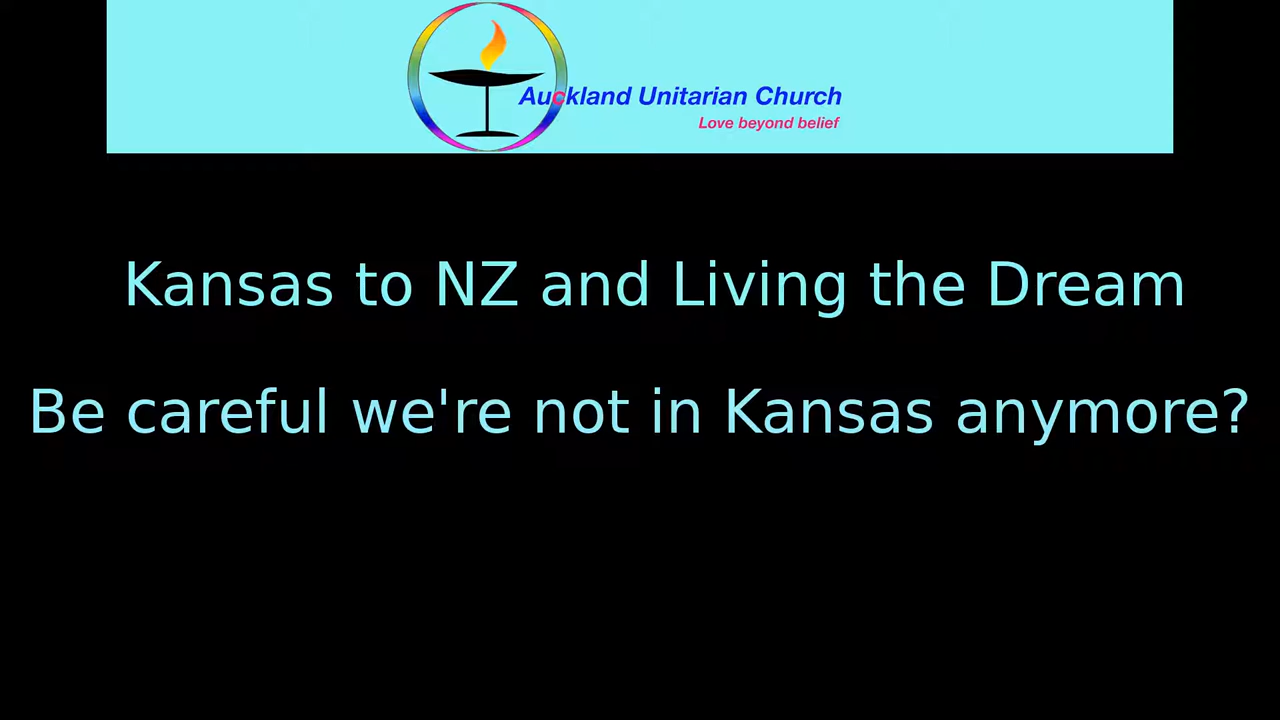 Auckland Unitarian Church
Love beyond belief
Kansas to NZ and Living the Dream
Be careful we're not in Kansas anymore?